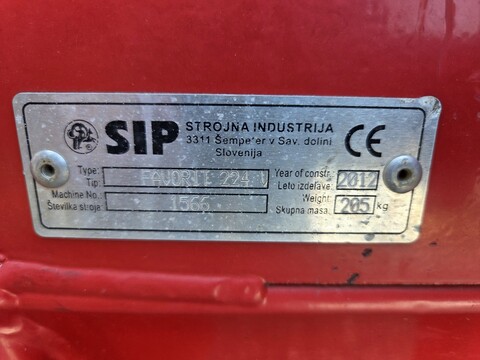 SIP STROJNA INDUSTRIJA
3311 Šempeter v Sav. dolini
Slovenija
CE
Type: FAVORIT 224
Tip:
Machine No. 1566
Številka stroja:
Year of constr. 2012
Leto izdelave:
Weight: 205 kg
Skupna masa: